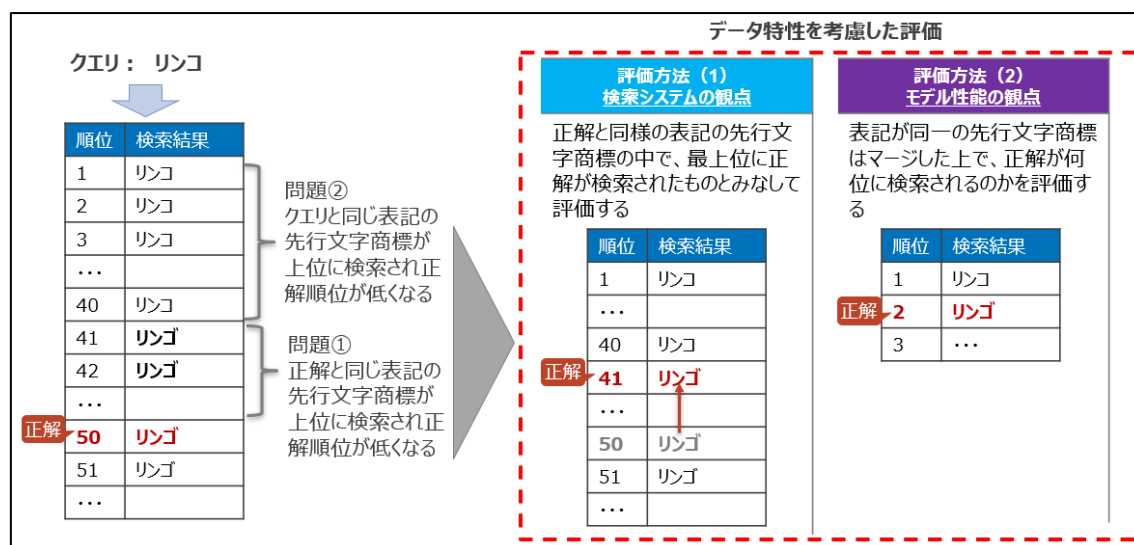 データ特性を考慮した評価
クエリ： リンコ
順位 検索結果
1 リンコ
2 リンコ
3 リンコ
・・・
40 リンコ
41 リンゴ
42 リンゴ
・・・
正解 50 リンゴ
51 リンゴ
・・・
問題②
クエリと同じ表記の
先行文字商標が
上位に検索され正
解順位が低くなる
問題①
正解と同じ表記の
先行文字商標が
上位に検索され正
解順位が低くなる
評価方法（1）
検索システムの観点
正解と同様の表記の先行文
字商標の中で、最上位に正
解が検索されたものとみなして
評価する
順位 検索結果
1 リンコ
・・・
40 リンコ
正解 41 リンゴ
・・・
50 リンゴ
51 リンゴ
・・・
評価方法（2）
モデル性能の観点
表記が同一の先行文字商標
はマージした上で、正解が何
位に検索されるのかを評価す
る
順位 検索結果
1 リンコ
正解 2 リンゴ
3 ・・・